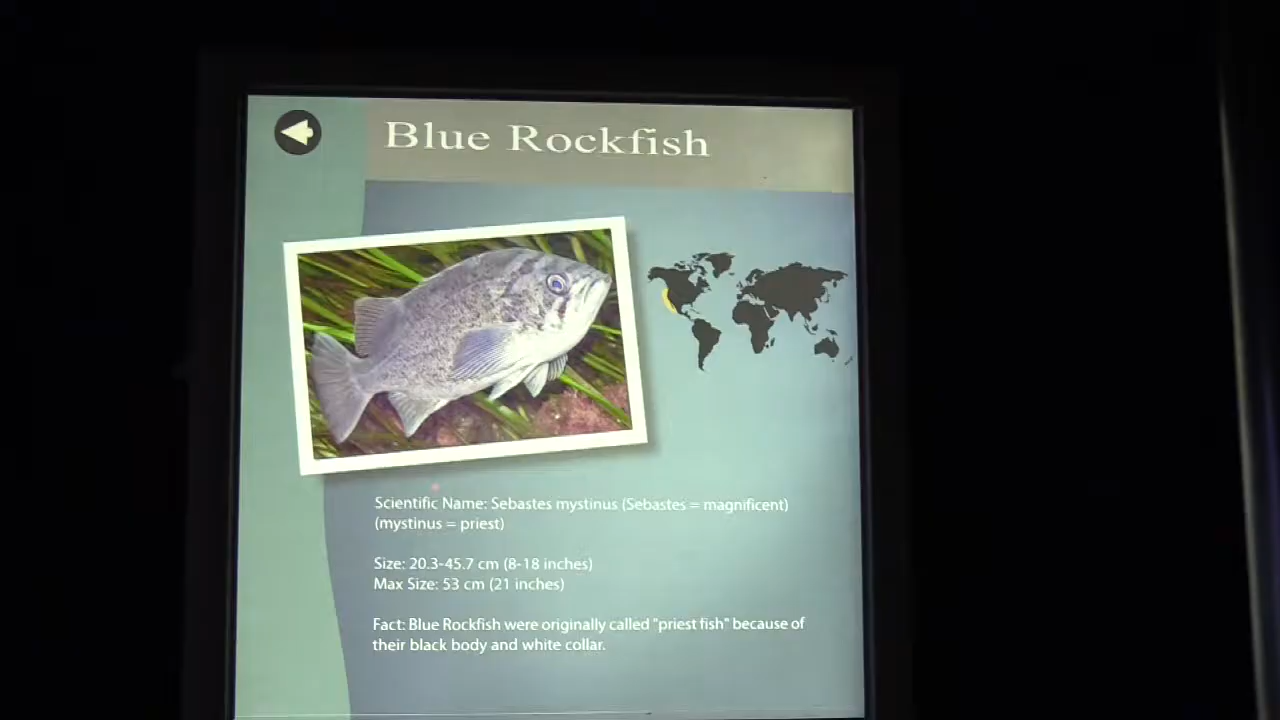 Blue Rockfish
Scientific Name: Sebastes mystinus (Sebastes = magnificent)
(mystinus = priest)
Size: 20.3-45.7 cm (8-18 inches)
Max Size: 53 cm (21 inches)
Fact: Blue Rockfish were originally called "priest fish" because of
their black body and white collar.